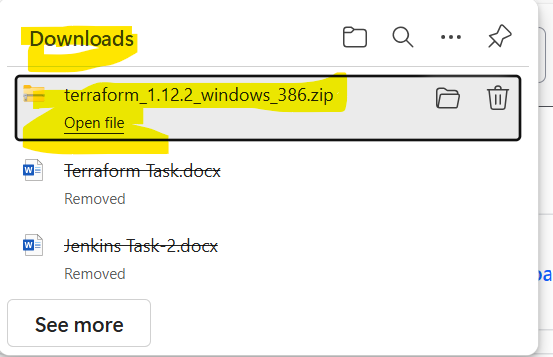 Downloads
terraform_1.12.2_windows_386.zip
Open file
Terraform Task.docx
Removed
Jenkins Task-2.docx
Removed
See more